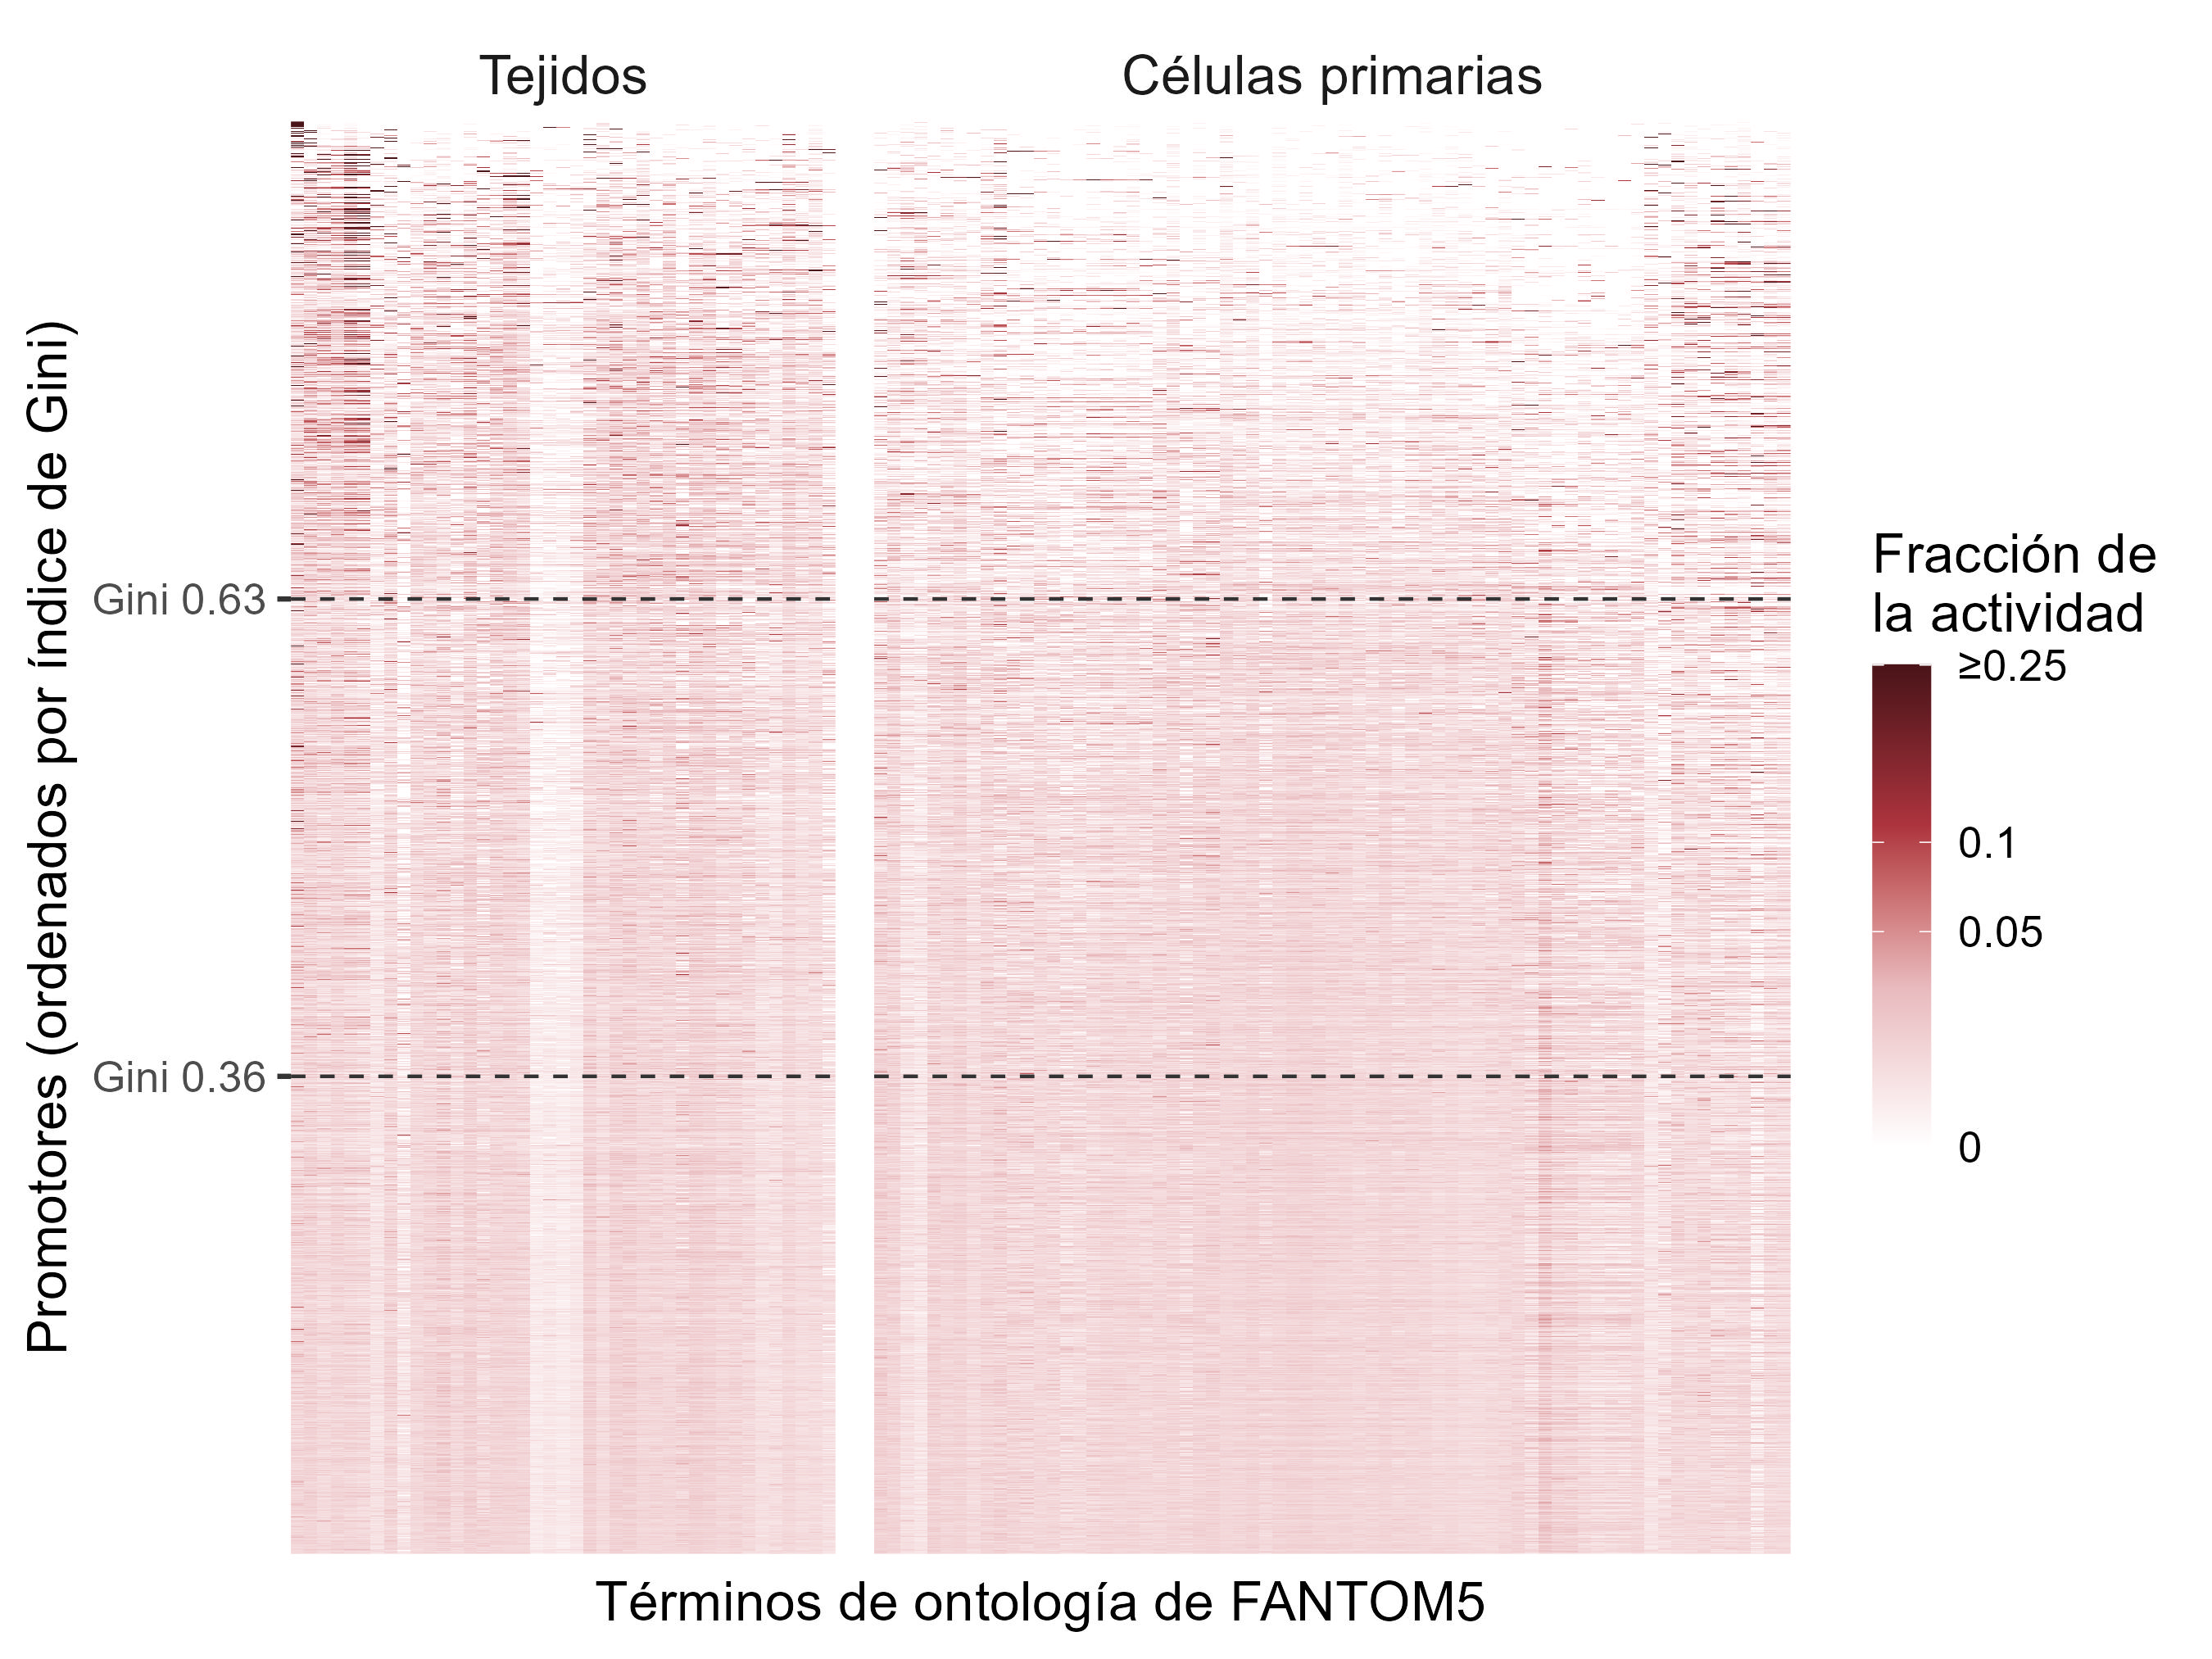 Tejidos
Células primarias
Promotores (ordenados por índice de Gini)
Gini 0.63
Gini 0.36
Términos de ontología de FANTOM5
Fracción de
la actividad
≥0.25
0.1
0.05
0